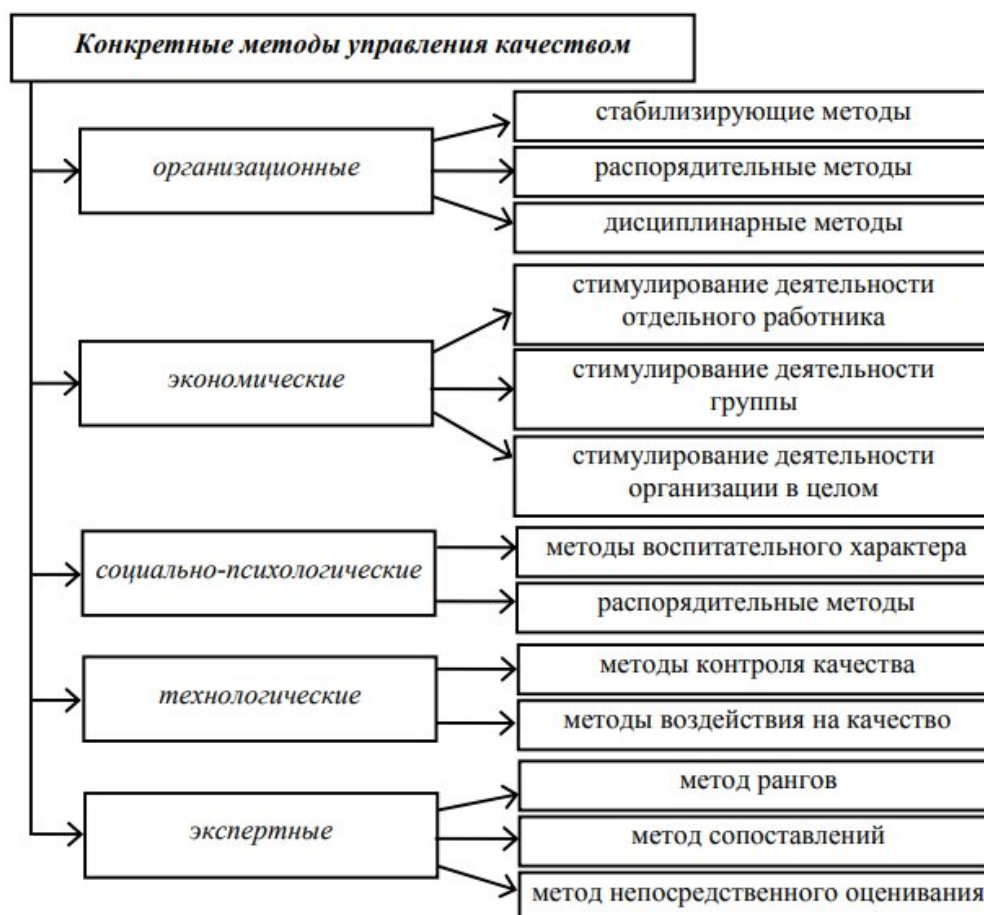 Конкретные методы управления качеством
организационные
стабилизирующие методы
распорядительные методы
дисциплинарные методы
экономические
стимулирование деятельности
отдельного работника
стимулирование деятельности
группы
стимулирование деятельности
организации в целом
социально-психологические
методы воспитательного характера
распорядительные методы
технологические
методы контроля качества
методы воздействия на качество
экспертные
метод рангов
метод сопоставлений
метод непосредственного оценивания